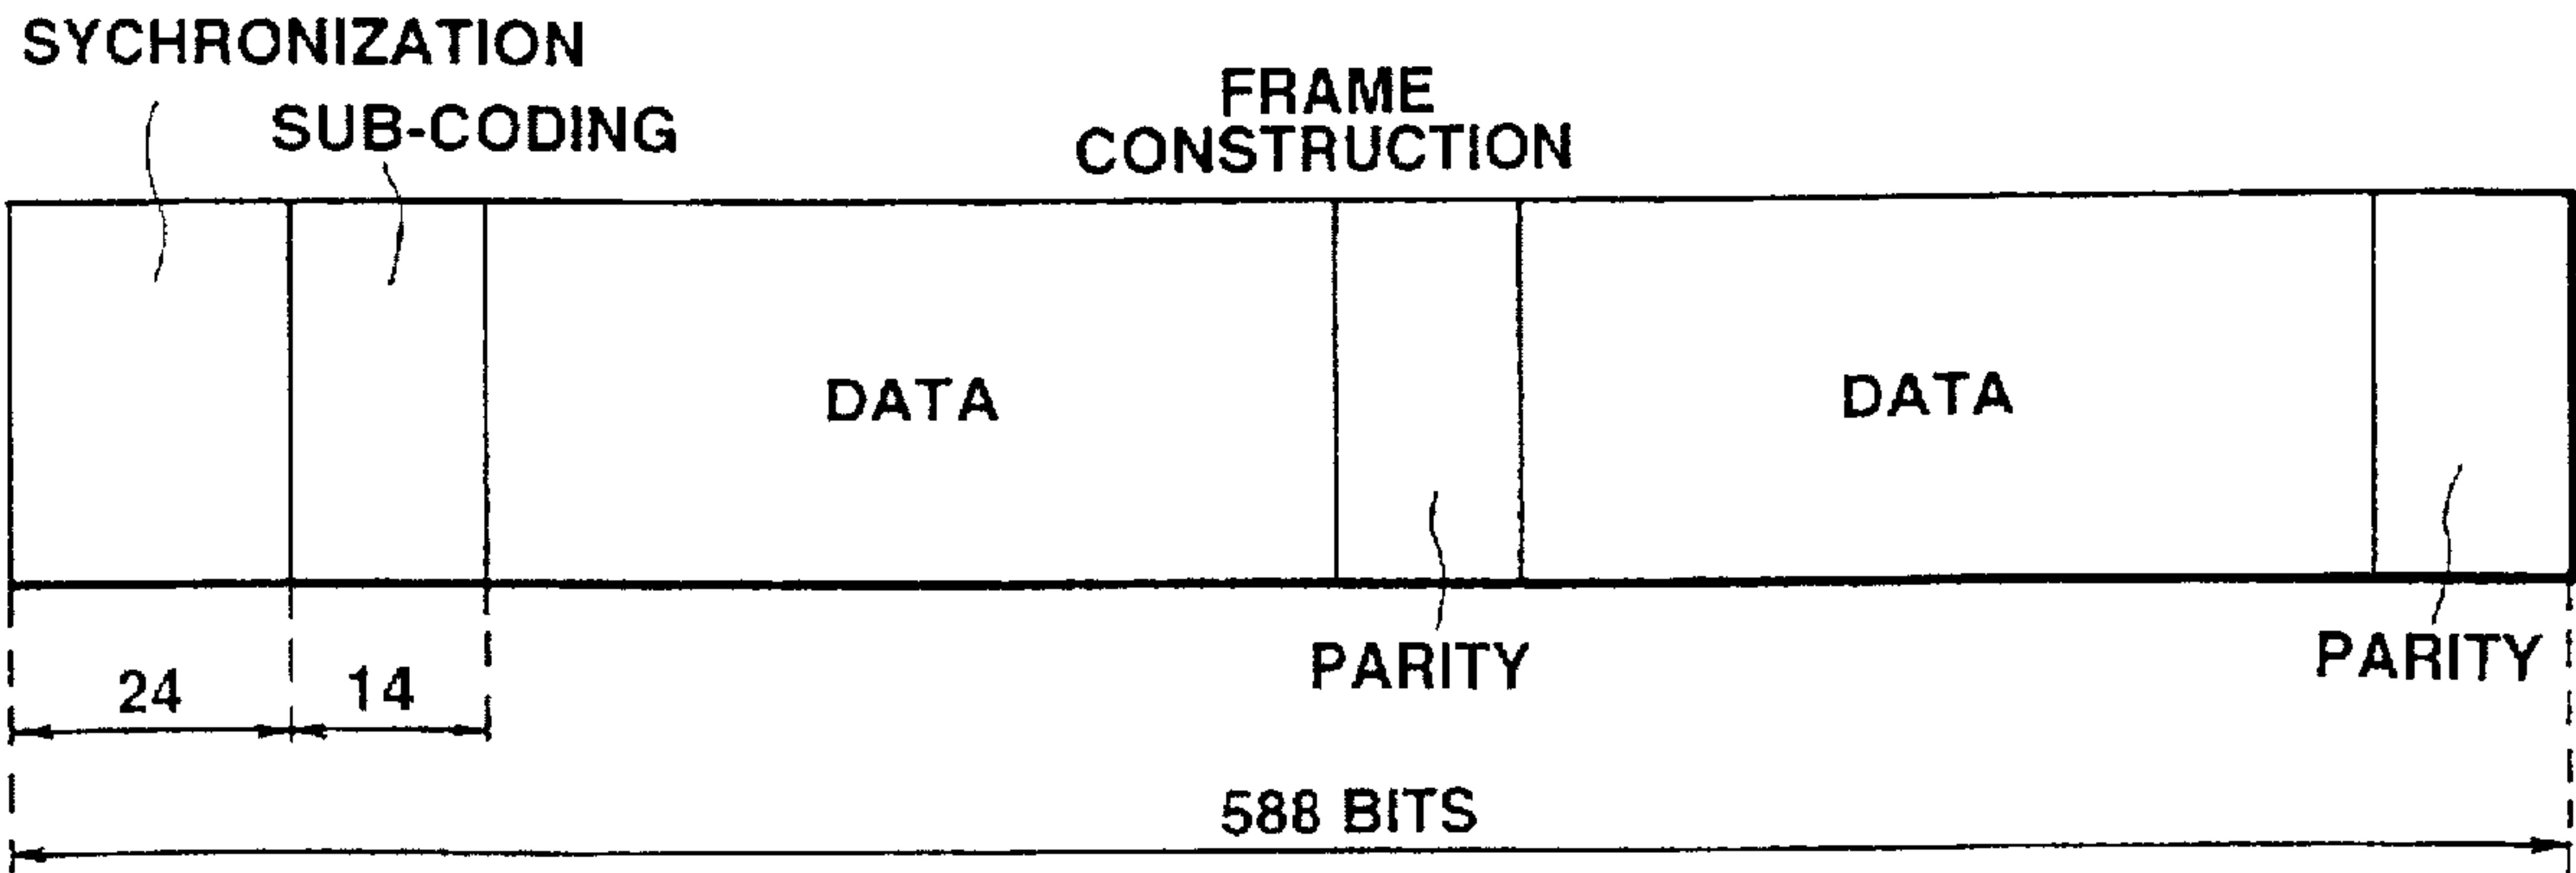 SYCHRONIZATION
SUB-CODING
FRAME
CONSTRUCTION
DATA
DATA
PARITY
PARITY
24
14
588 BITS